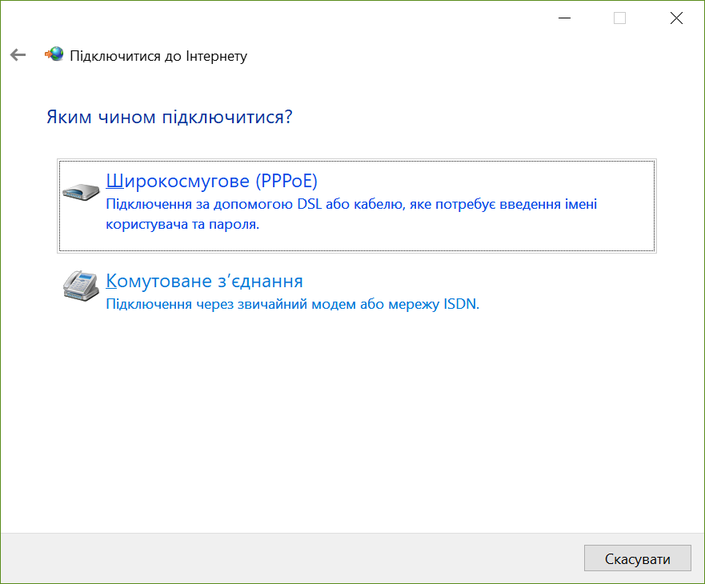 Підключитися до Інтернету
Яким чином підключитися?
Широкосмугове (PPPoE)
Підключення за допомогою DSL або кабелю, яке потребує введення імені
користувача та пароля.
Комутоване з’єднання
Підключення через звичайний модем або мережу ISDN.
Скасувати